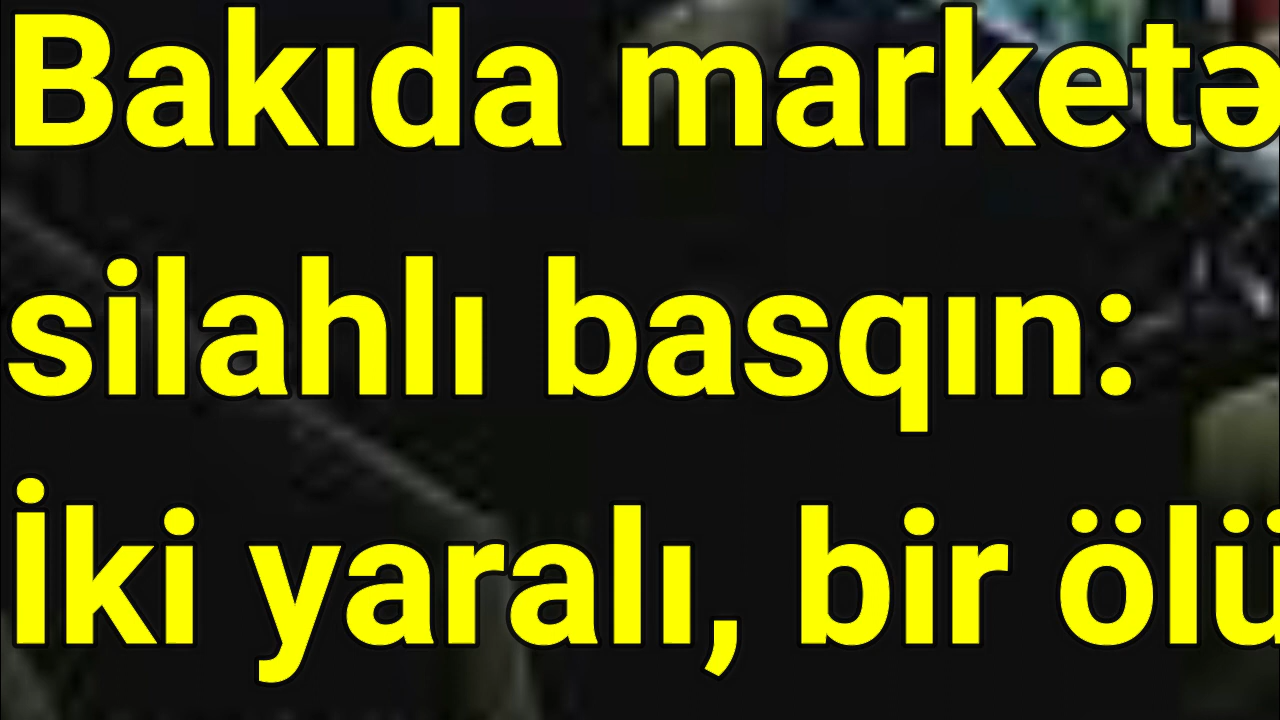 Bakıda marketə
silahlı basqın:
İki yaralı, bir ölü